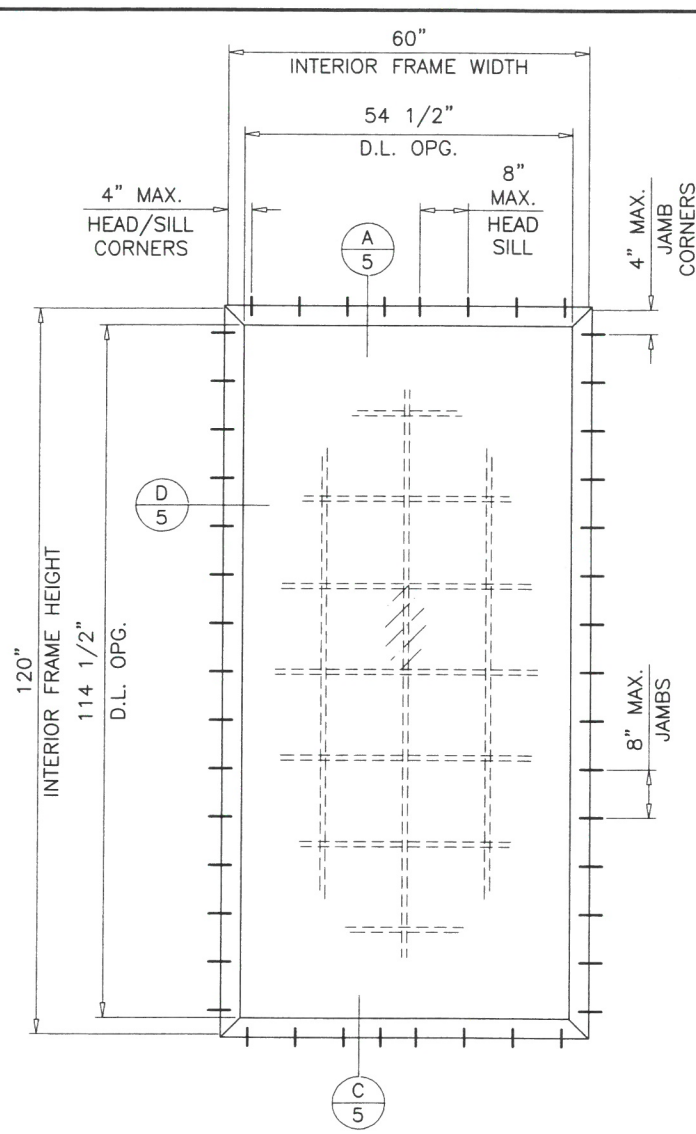 60"
INTERIOR FRAME WIDTH
54 1/2"
D.L. OPG.
8"
MAX.
HEAD
SILL
4" MAX.
HEAD/SILL
CORNERS
4" MAX.
JAMB
CORNERS
A
5
D
5
120"
INTERIOR FRAME HEIGHT
114 1/2"
D.L. OPG.
8" MAX.
JAMBS
C
5